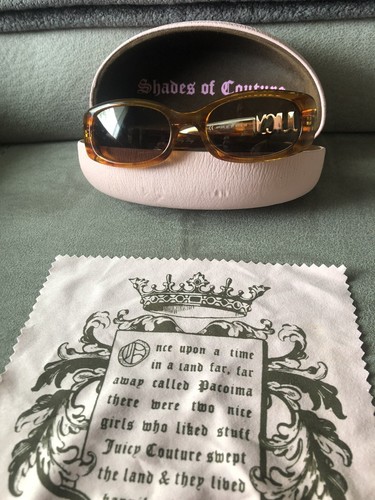 Shades of Couture
Once upon a time
in a land far, far
away called Pacoima
there were two nice
girls who liked stuff
Juicy Couture swept
the land & they lived